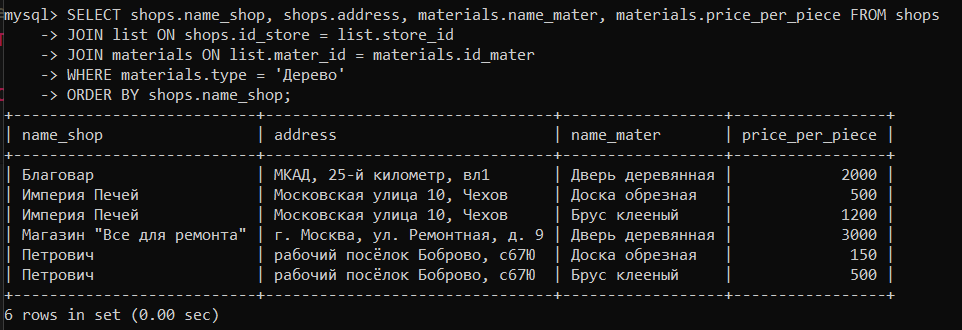 mysql> SELECT shops.name_shop, shops.address, materials.name_mater, materials.price_per_piece FROM shops
    -> JOIN list ON shops.id_store = list.store_id
    -> JOIN materials ON list.mater_id = materials.id_mater
    -> WHERE materials.type = 'Дерево'
    -> ORDER BY shops.name_shop;
+--------------------------+-------------------------------+------------------+-----------------+
| name_shop                | address                       | name_mater       | price_per_piece |
+--------------------------+-------------------------------+------------------+-----------------+
| Благовар                 | МКАД, 25-й километр, вл1      | Дверь деревянная |            2000 |
| Империя Печей            | Московская улица 10, Чехов    | Доска обрезная   |             500 |
| Империя Печей            | Московская улица 10, Чехов    | Брус клееный     |            1200 |
| Магазин "Все для ремонта" | г. Москва, ул. Ремонтная, д. 9 | Дверь деревянная |            3000 |
| Петрович                 | рабочий посёлок Боброво, с67Ю | Доска обрезная   |             150 |
| Петрович                 | рабочий посёлок Боброво, с67Ю | Брус клееный     |             500 |
+--------------------------+-------------------------------+------------------+-----------------+
6 rows in set (0.00 sec)